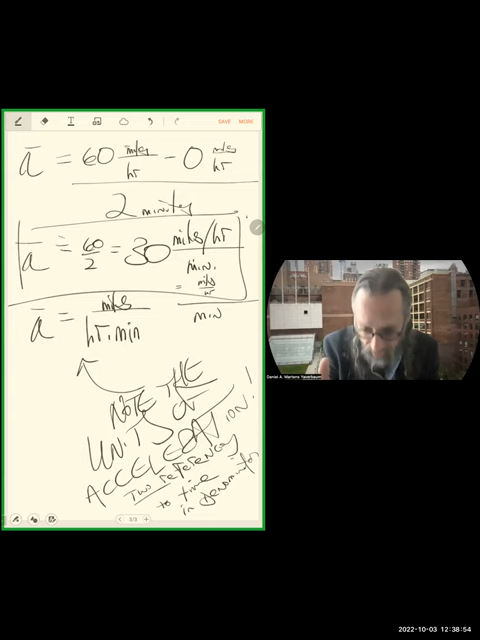 SAVE MORE
a̅ = 60 miles/hr - 0 miles/hr
2 minutes
a̅ = 60/2 = 30 miles/hr
min.
= miles/hr
min
a̅ = miles/hr·min
NOTE THE
UNITS OF
ACCELERATION!
TWO references
to time
in Denominator
3/3
Daniel A. Martens Yaverbaum
2022-10-03 12:38:54